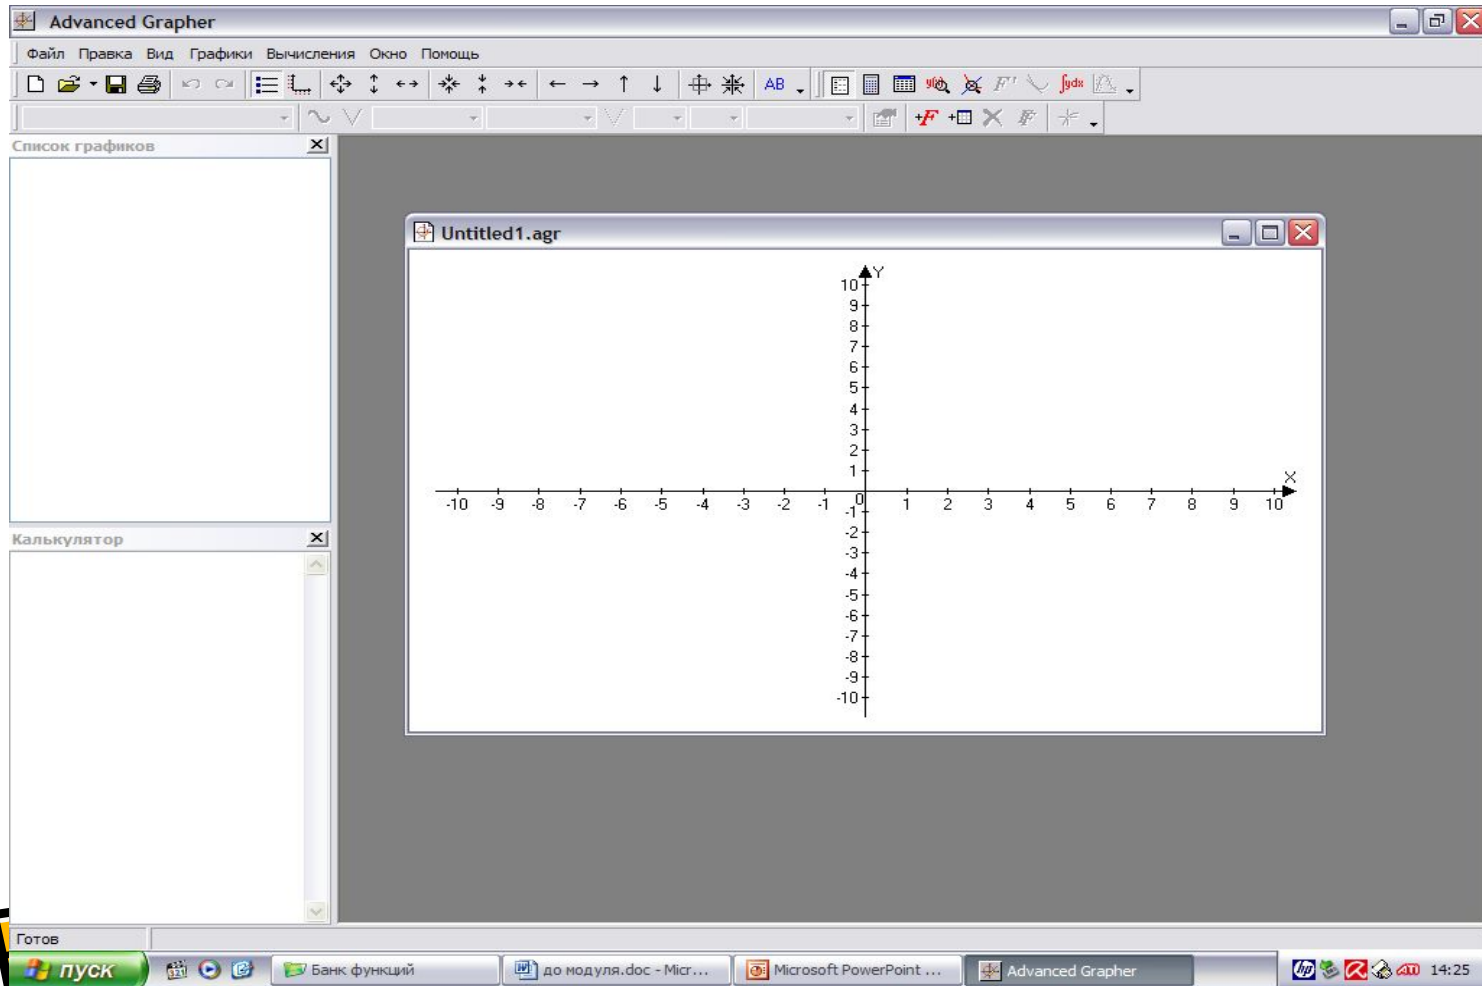 Advanced Grapher
Файл Правка Вид Графики Вычисления Окно Помощь
AB
y(x) F' ∫ydx
+F + F
Список графиков
Untitled1.agr
Y
10
9
8
7
6
5
4
3
2
1
X
-10 -9 -8 -7 -6 -5 -4 -3 -2 -1 0 1 2 3 4 5 6 7 8 9 10
-1
-2
-3
-4
-5
-6
-7
-8
-9
-10
Калькулятор
Готов
пуск
321
Банк функций
до модуля.doc - Micr...
Microsoft PowerPoint ...
Advanced Grapher
hp
14:25